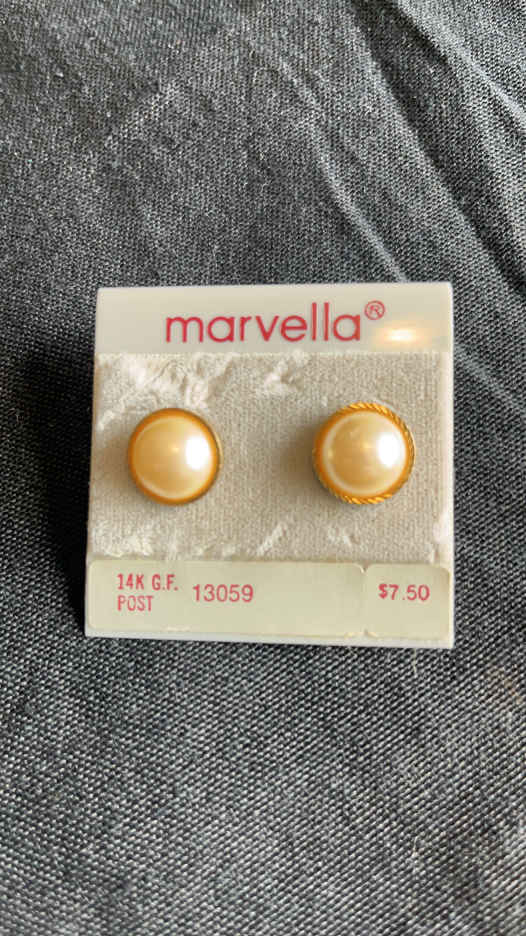 marvella®
14K G.F.
POST
13059
$7.50